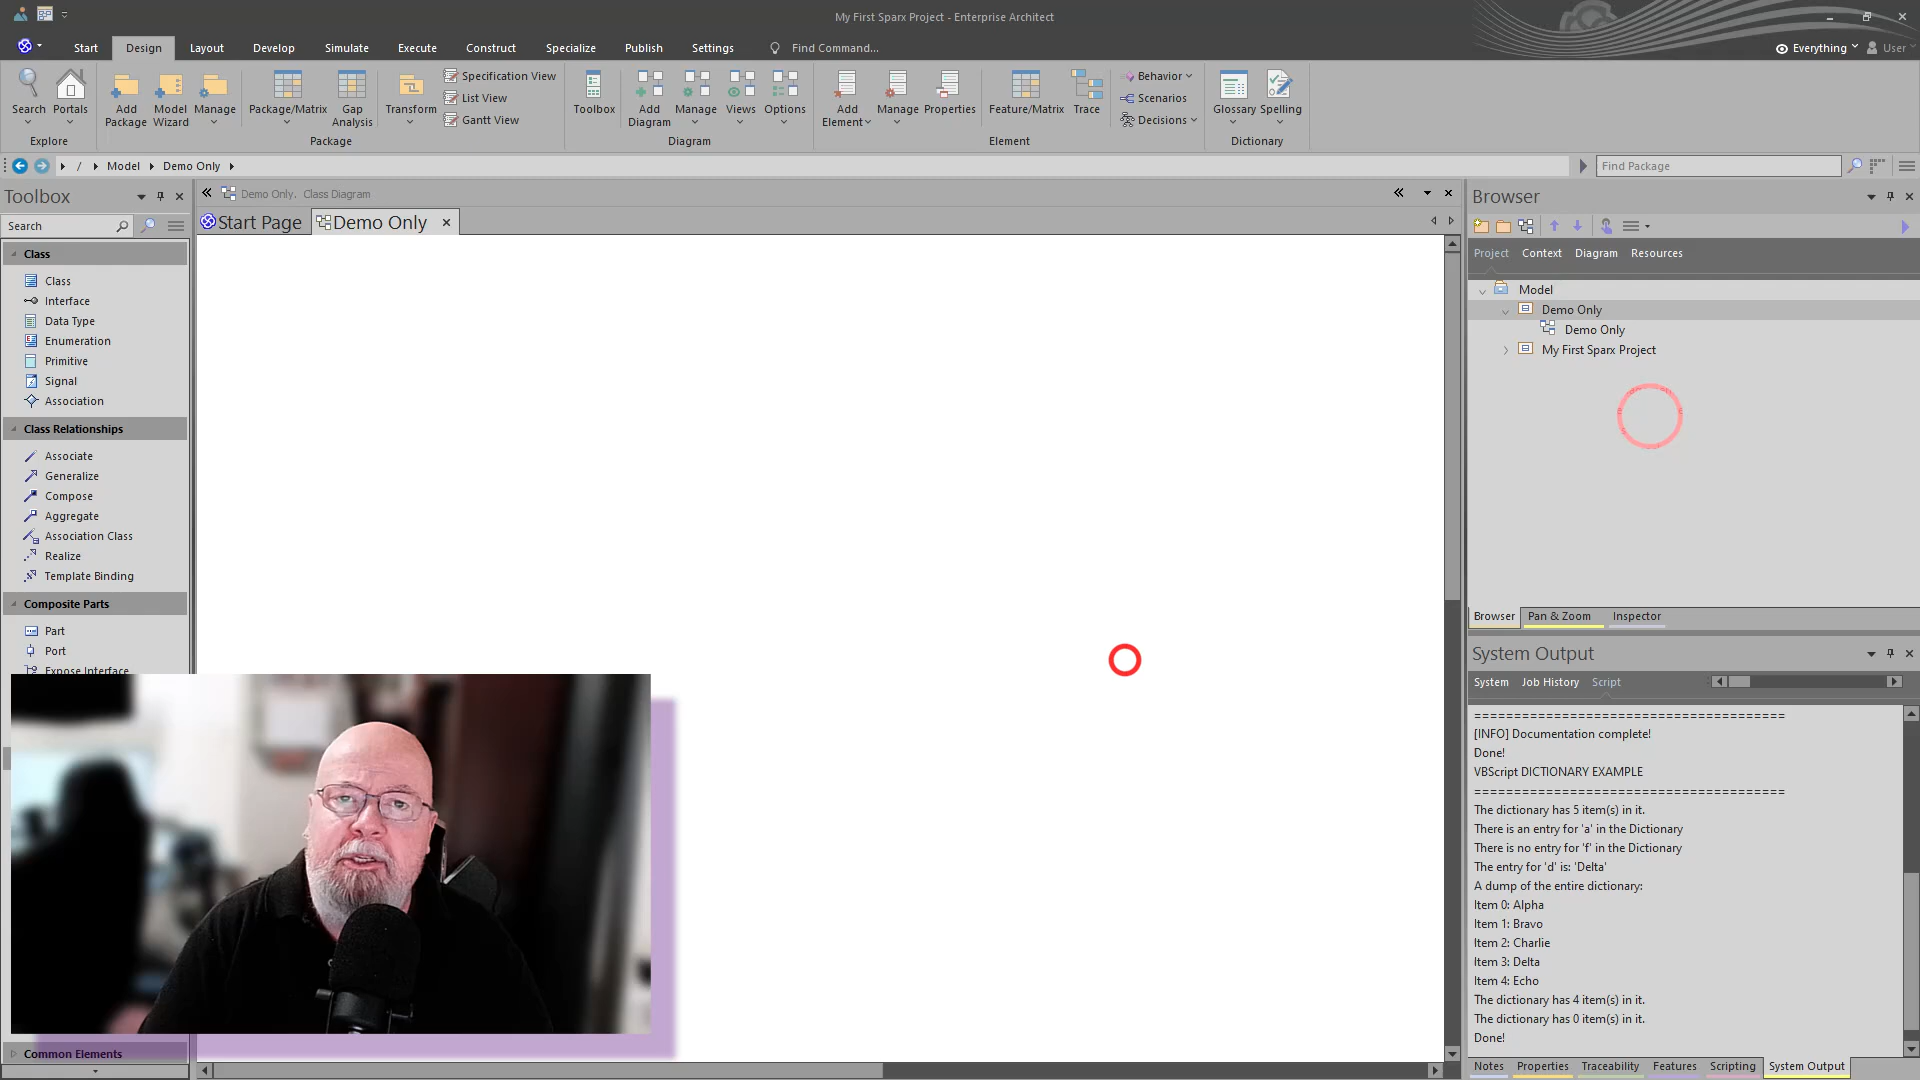 My First Sparx Project - Enterprise Architect
Start
Design
Layout
Develop
Simulate
Execute
Construct
Specialize
Publish
Settings
Find Command...
Everything
User
Search
Portals
Explore
Add Package
Model Wizard
Manage
Package/Matrix
Gap Analysis
Transform
Specification View
List View
Gantt View
Package
Toolbox
Add Diagram
Manage
Views
Options
Diagram
Add Element
Manage
Properties
Feature/Matrix
Trace
Behavior
Scenarios
Decisions
Element
Glossary
Spelling
Dictionary
/
Model
Demo Only
Find Package
Toolbox
Search
Class
Class
Interface
Data Type
Enumeration
Primitive
Signal
Association
Class Relationships
Associate
Generalize
Compose
Aggregate
Association Class
Realize
Template Binding
Composite Parts
Part
Port
Expose Interface
Common Elements
Demo Only. Class Diagram
Start Page
Demo Only
Browser
Project
Context
Diagram
Resources
Model
Demo Only
Demo Only
My First Sparx Project
Browser
Pan & Zoom
Inspector
System Output
System
Job History
Script
=======================================
[INFO] Documentation complete!
Done!
VBScript DICTIONARY EXAMPLE
=======================================
The dictionary has 5 item(s) in it.
There is an entry for 'a' in the Dictionary
There is no entry for 'f' in the Dictionary
The entry for 'd' is: 'Delta'
A dump of the entire dictionary:
Item 0: Alpha
Item 1: Bravo
Item 2: Charlie
Item 3: Delta
Item 4: Echo
The dictionary has 4 item(s) in it.
The dictionary has 0 item(s) in it.
Done!
Notes
Properties
Traceability
Features
Scripting
System Output